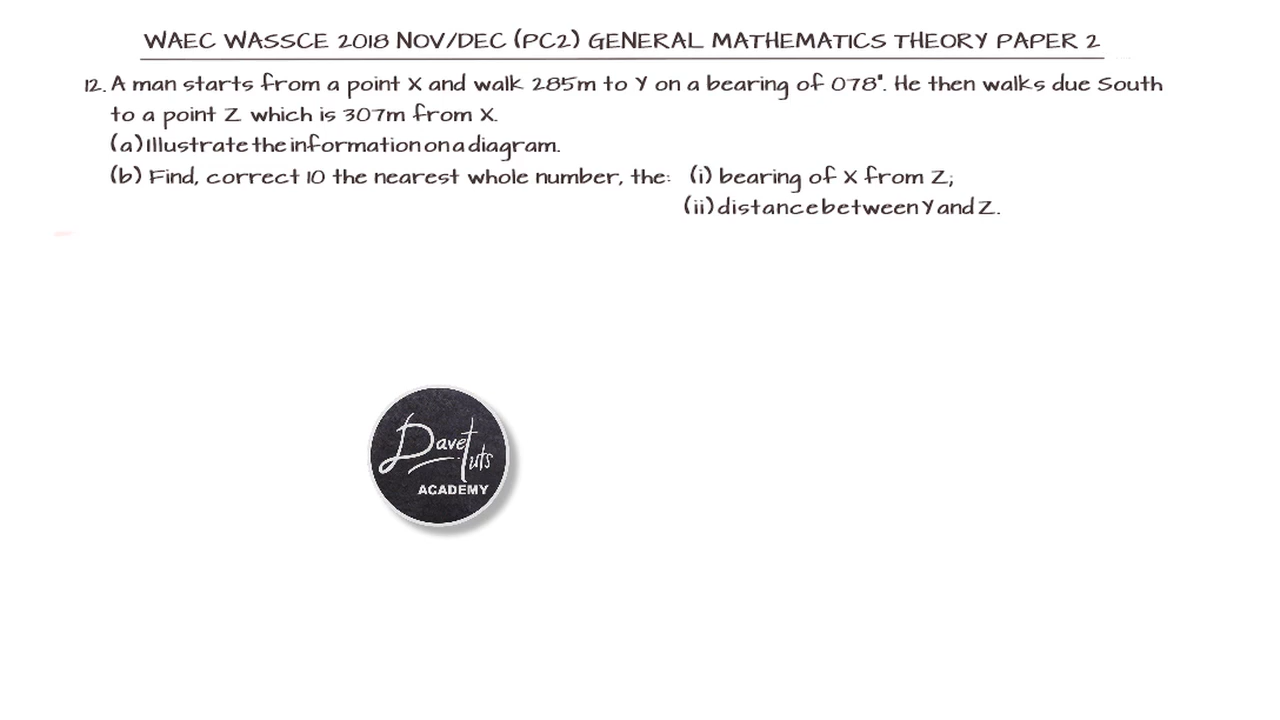 WAEC WASSCE 2018 NOV/DEC (PC2) GENERAL MATHEMATICS THEORY PAPER 2
12. A man starts from a point X and walk 285m to Y on a bearing of 078°. He then walks due South
to a point Z which is 307m from X.
(a) Illustrate the information on a diagram.
(b) Find, correct 10 the nearest whole number, the: (i) bearing of X from Z;
(ii) distance between Y and Z.
Dave Tuts
ACADEMY